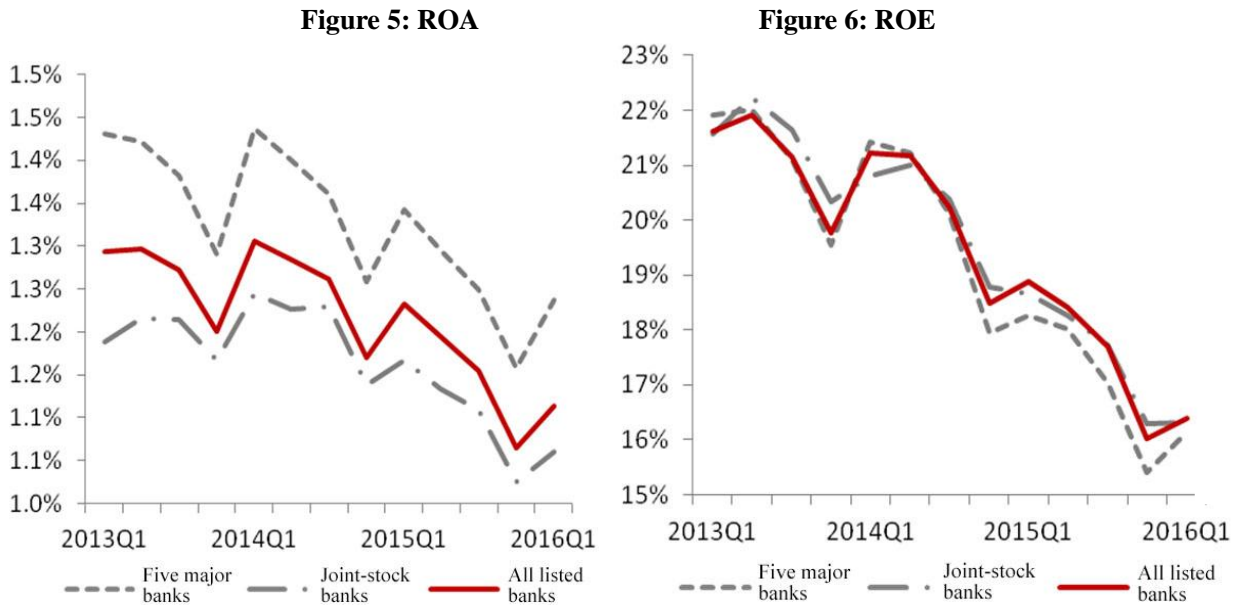 Figure 5: ROA
1.5%
1.5%
1.4%
1.4%
1.3%
1.3%
1.2%
1.2%
1.1%
1.1%
1.0%
2013Q1 2014Q1 2015Q1 2016Q1
Five major banks
Joint-stock banks
All listed banks
Figure 6: ROE
23%
22%
21%
20%
19%
18%
17%
16%
15%
2013Q1 2014Q1 2015Q1 2016Q1
Five major banks
Joint-stock banks
All listed banks